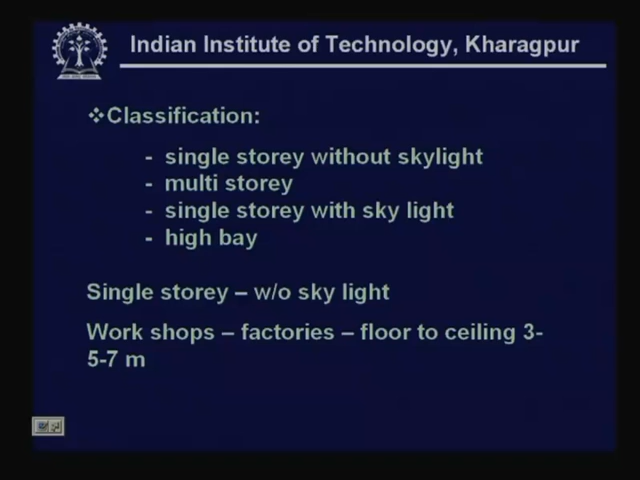 Indian Institute of Technology, Kharagpur
❖Classification:
- single storey without skylight
- multi storey
- single storey with sky light
- high bay
Single storey – w/o sky light
Work shops – factories – floor to ceiling 3-
5-7 m